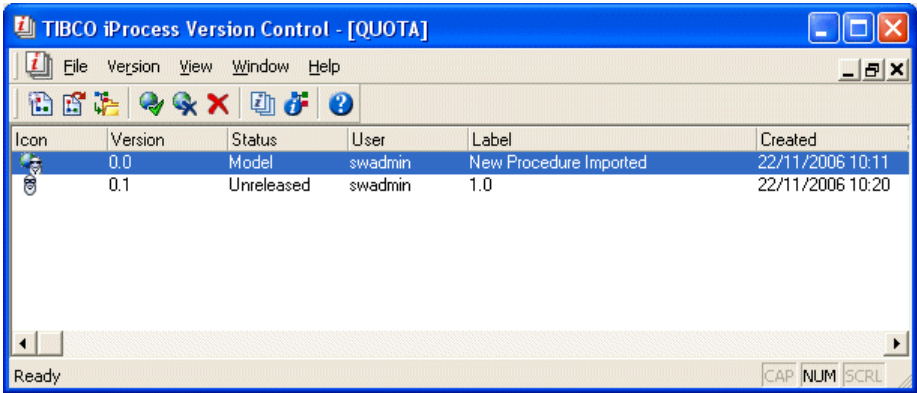 TIBCO iProcess Version Control - [QUOTA]
File Version View Window Help
Icon Version Status User Label Created
0.0 Model swadmin New Procedure Imported 22/11/2006 10:11
0.1 Unreleased swadmin 1.0 22/11/2006 10:20
Ready CAP NUM SCRL